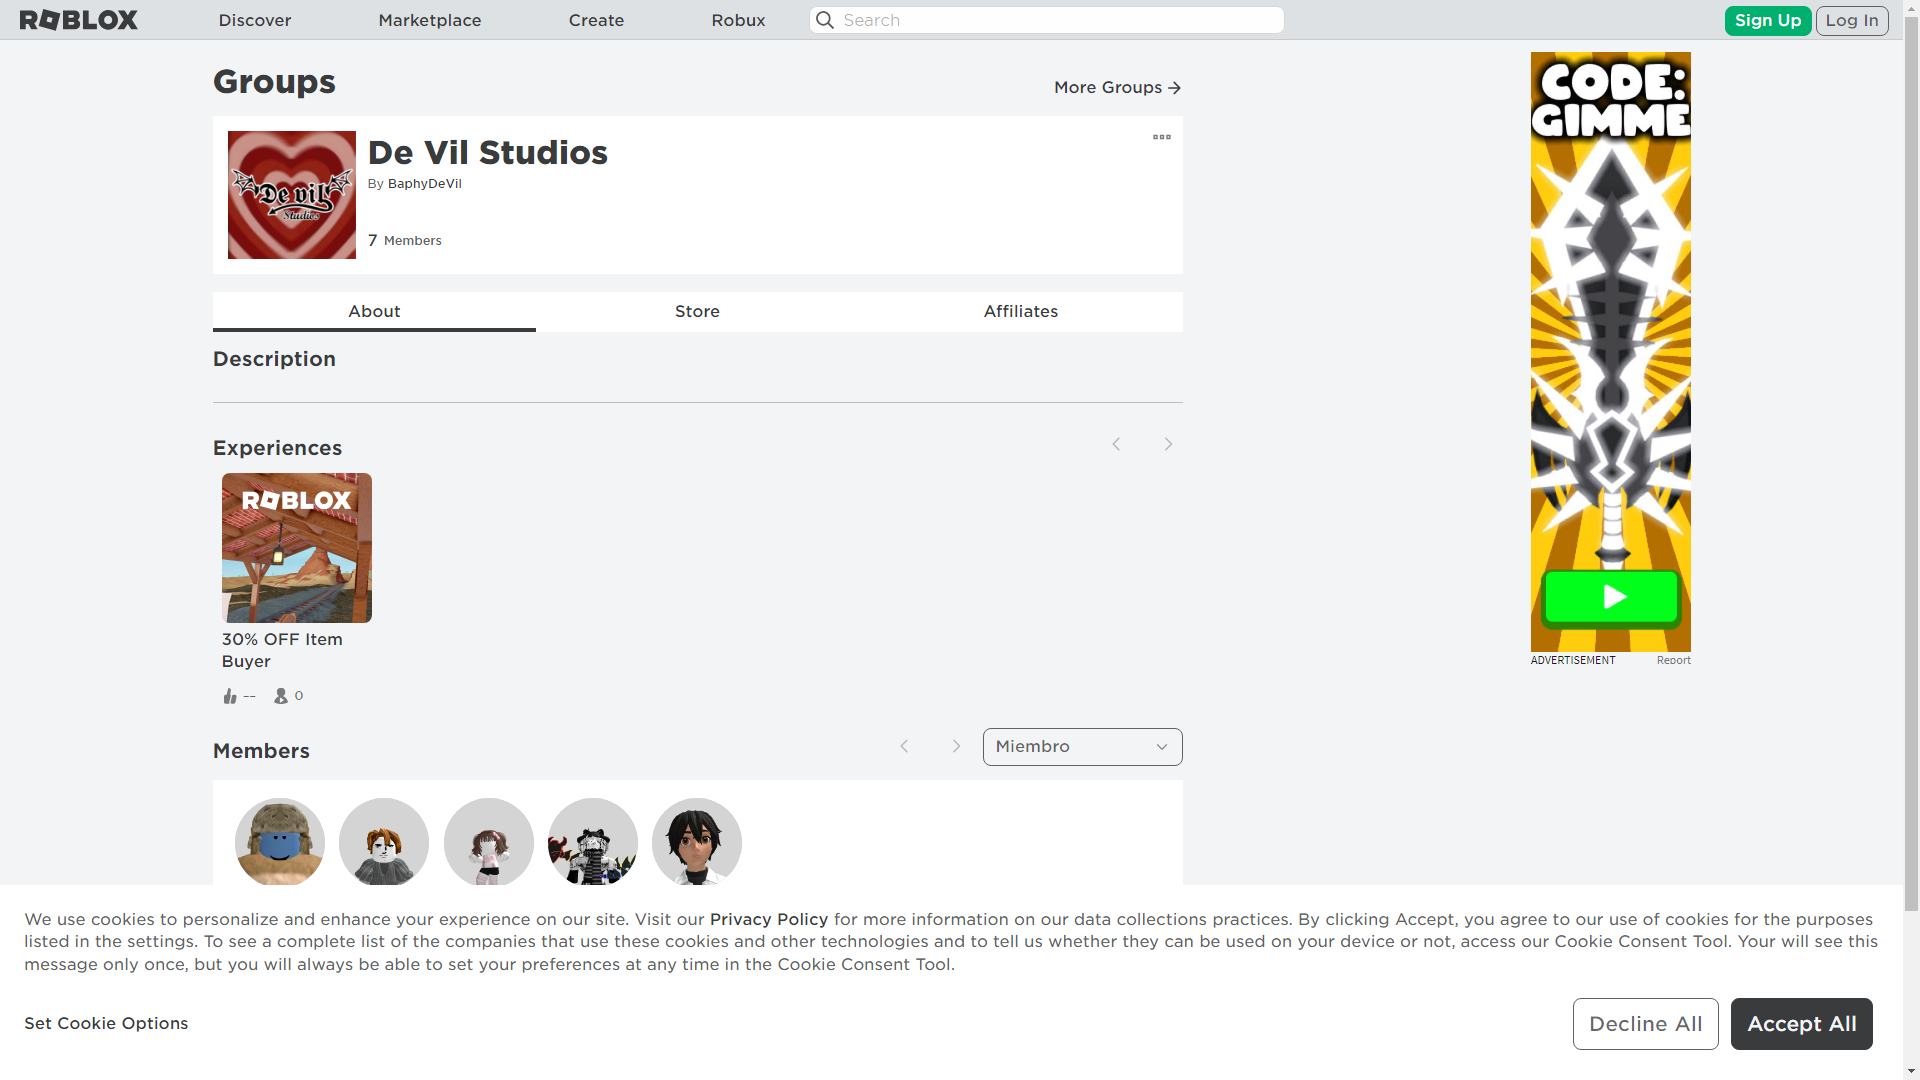 ROBLOX
Discover
Marketplace
Create
Robux
Search
Sign Up
Log In
Groups
More Groups
De vil
Studios
De Vil Studios
By BaphyDeVil
7 Members
About
Store
Affiliates
Description
Experiences
ROBLOX
30% OFF Item
Buyer
--
0
Members
Miembro
CODE:
GIMME
ADVERTISEMENT
Report
We use cookies to personalize and enhance your experience on our site. Visit our Privacy Policy for more information on our data collections practices. By clicking Accept, you agree to our use of cookies for the purposes
listed in the settings. To see a complete list of the companies that use these cookies and other technologies and to tell us whether they can be used on your device or not, access our Cookie Consent Tool. Your will see this
message only once, but you will always be able to set your preferences at any time in the Cookie Consent Tool.
Set Cookie Options
Decline All
Accept All